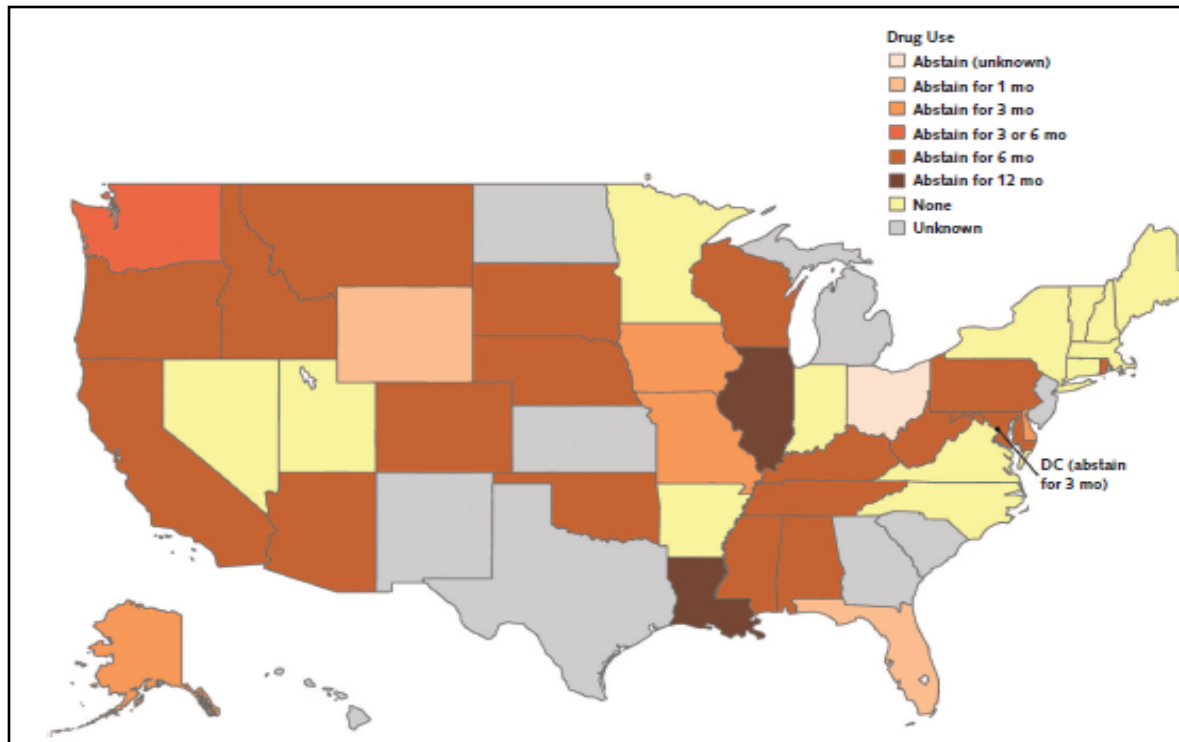 Drug Use
Abstain (unknown)
Abstain for 1 mo
Abstain for 3 mo
Abstain for 3 or 6 mo
Abstain for 6 mo
Abstain for 12 mo
None
Unknown
DC (abstain
for 3 mo)